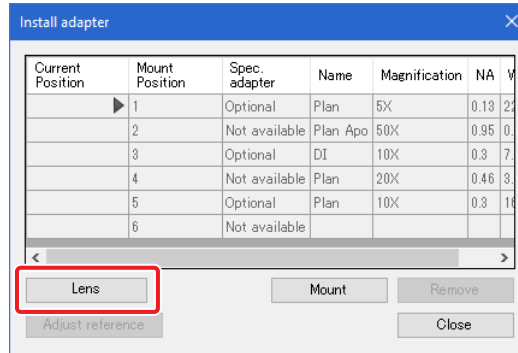 Install adapter
Current Position Mount Position Spec. adapter Name Magnification NA
1 Optional Plan 5X 0.13
2 Not available Plan Apo 50X 0.95
3 Optional DI 10X 0.3
4 Not available Plan 20X 0.46
5 Optional Plan 10X 0.3
6 Not available
Lens Mount Remove
Adjust reference Close